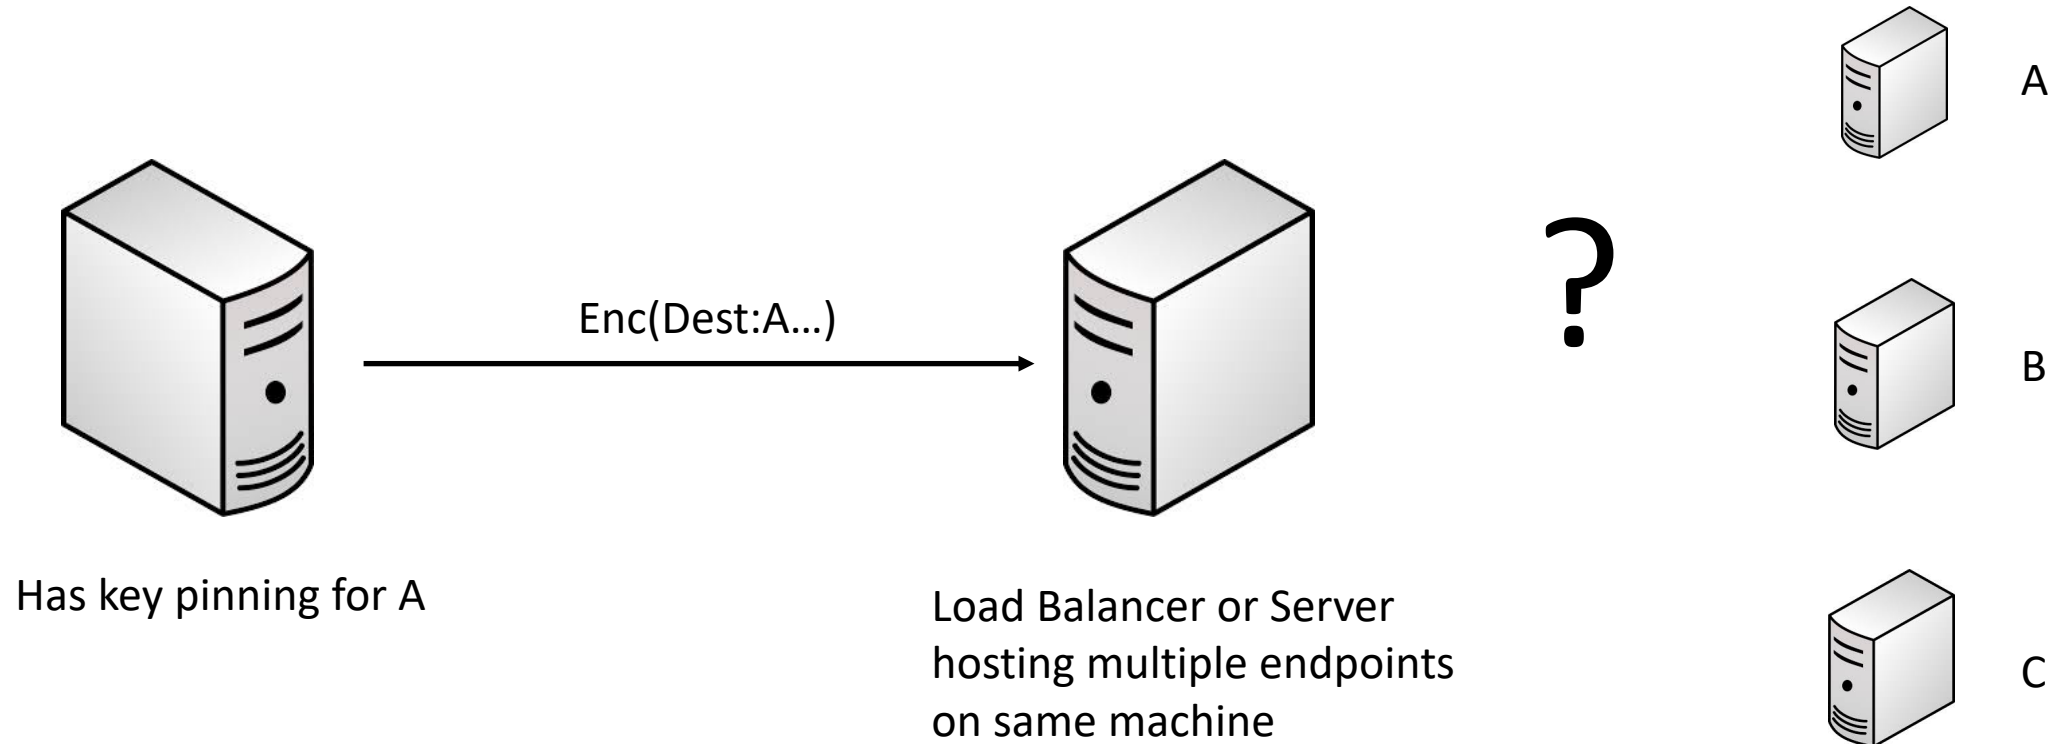 A
Enc(Dest:A…)
?
B
Has key pinning for A
Load Balancer or Server
hosting multiple endpoints
on same machine
C